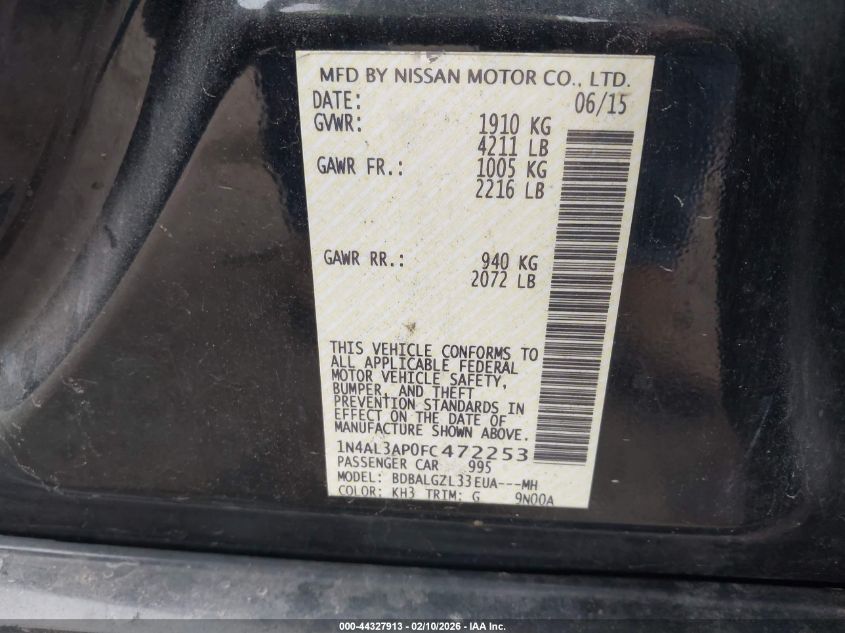 MFD BY NISSAN MOTOR CO., LTD.
DATE: 06/15
GVWR: 1910 KG
4211 LB
GAWR FR.: 1005 KG
2216 LB
GAWR RR.: 940 KG
2072 LB
THIS VEHICLE CONFORMS TO
ALL APPLICABLE FEDERAL
MOTOR VEHICLE SAFETY,
BUMPER, AND THEFT
PREVENTION STANDARDS IN
EFFECT ON THE DATE OF
MANUFACTURE SHOWN ABOVE.
1N4AL3AP0FC472253
PASSENGER CAR 995
MODEL: BDBALGZL33EUA---MH
COLOR: KH3 TRIM: G 9N00A
000-44327913 - 02/10/2026 - IAA Inc.